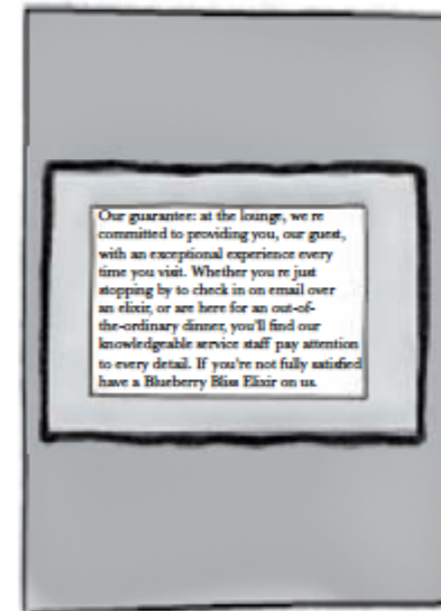 Our guarantee: at the lounge, we re
committed to providing you, our guest,
with an exceptional experience every
time you visit. Whether you re just
stopping by to check in on email over
an elixir, or are here for an out-of-
the-ordinary dinner, you'll find our
knowledgeable service staff pay attention
to every detail. If you're not fully satisfied
have a Blueberry Bliss Elixir on us.